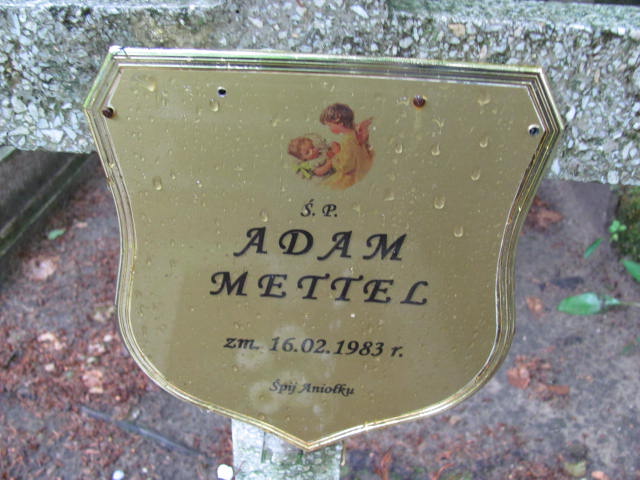 Ś. P.
ADAM
METTEL
zm. 16.02.1983 r.
Śpij Aniołku